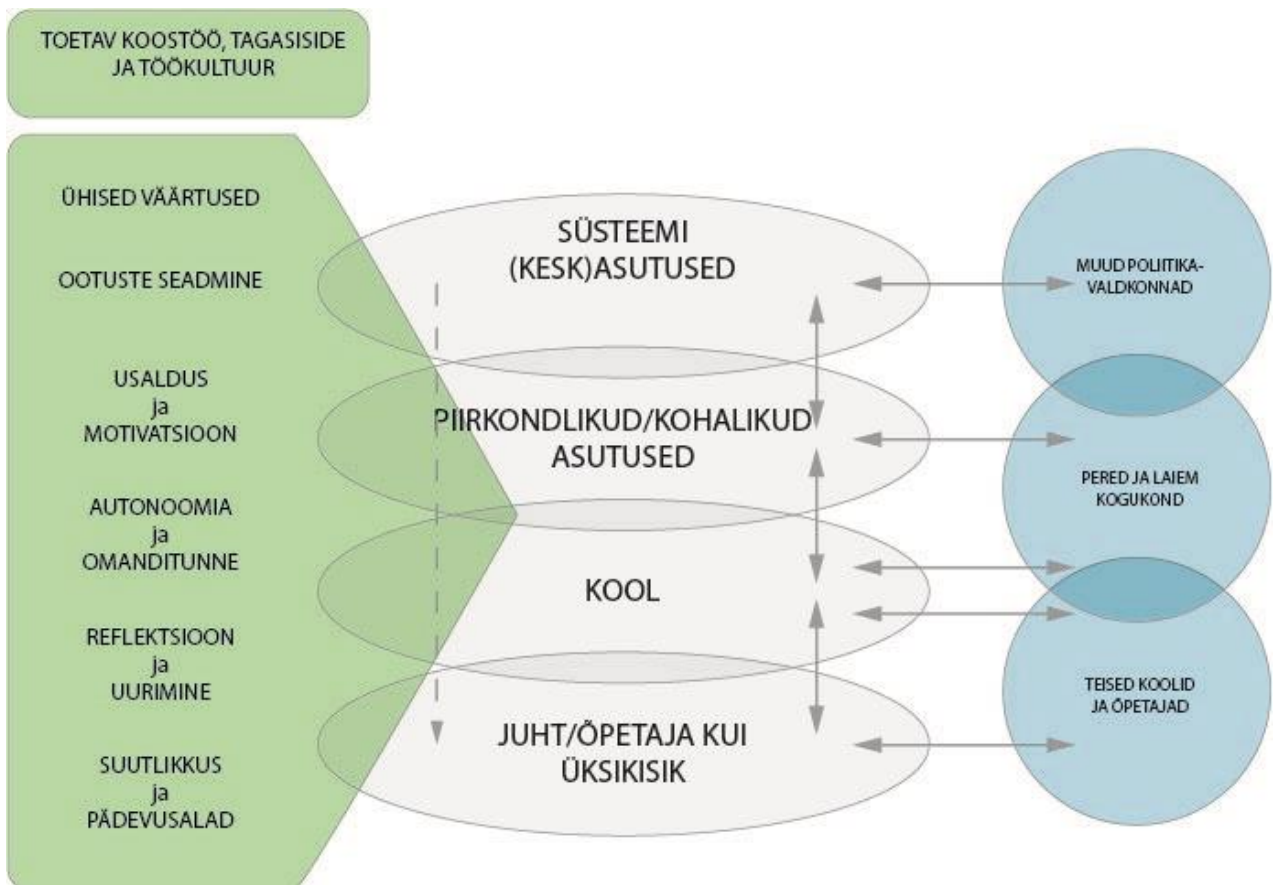 TOETAV KOOSTÖÖ, TAGASISIDE
JA TÖÖKULTUUR
ÜHISED VÄÄRTUSED
OOTUSTE SEADMINE
USALDUS
ja
MOTIVATSIOON
AUTONOOMIA
ja
OMANDITUNNE
REFLEKTSIOON
ja
UURIMINE
SUUTLIKKUS
ja
PÄDEVUSALAD
SÜSTEEMI
(KESK)ASUTUSED
PIIRKONDLIKUD/KOHALIKUD
ASUTUSED
KOOL
JUHT/ÕPETAJA KUI
ÜKSIKISIK
MUUD POLIITIKA-
VALDKONNAD
PERED JA LAIEM
KOGUKOND
TEISED KOOLID
JA ÕPETAJAD